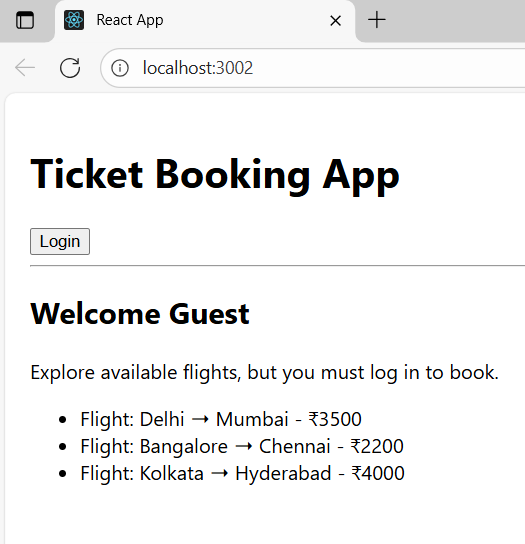 React App
localhost:3002
Ticket Booking App
Login
Welcome Guest
Explore available flights, but you must log in to book.
• Flight: Delhi ➝ Mumbai - ₹3500
• Flight: Bangalore ➝ Chennai - ₹2200
• Flight: Kolkata ➝ Hyderabad - ₹4000